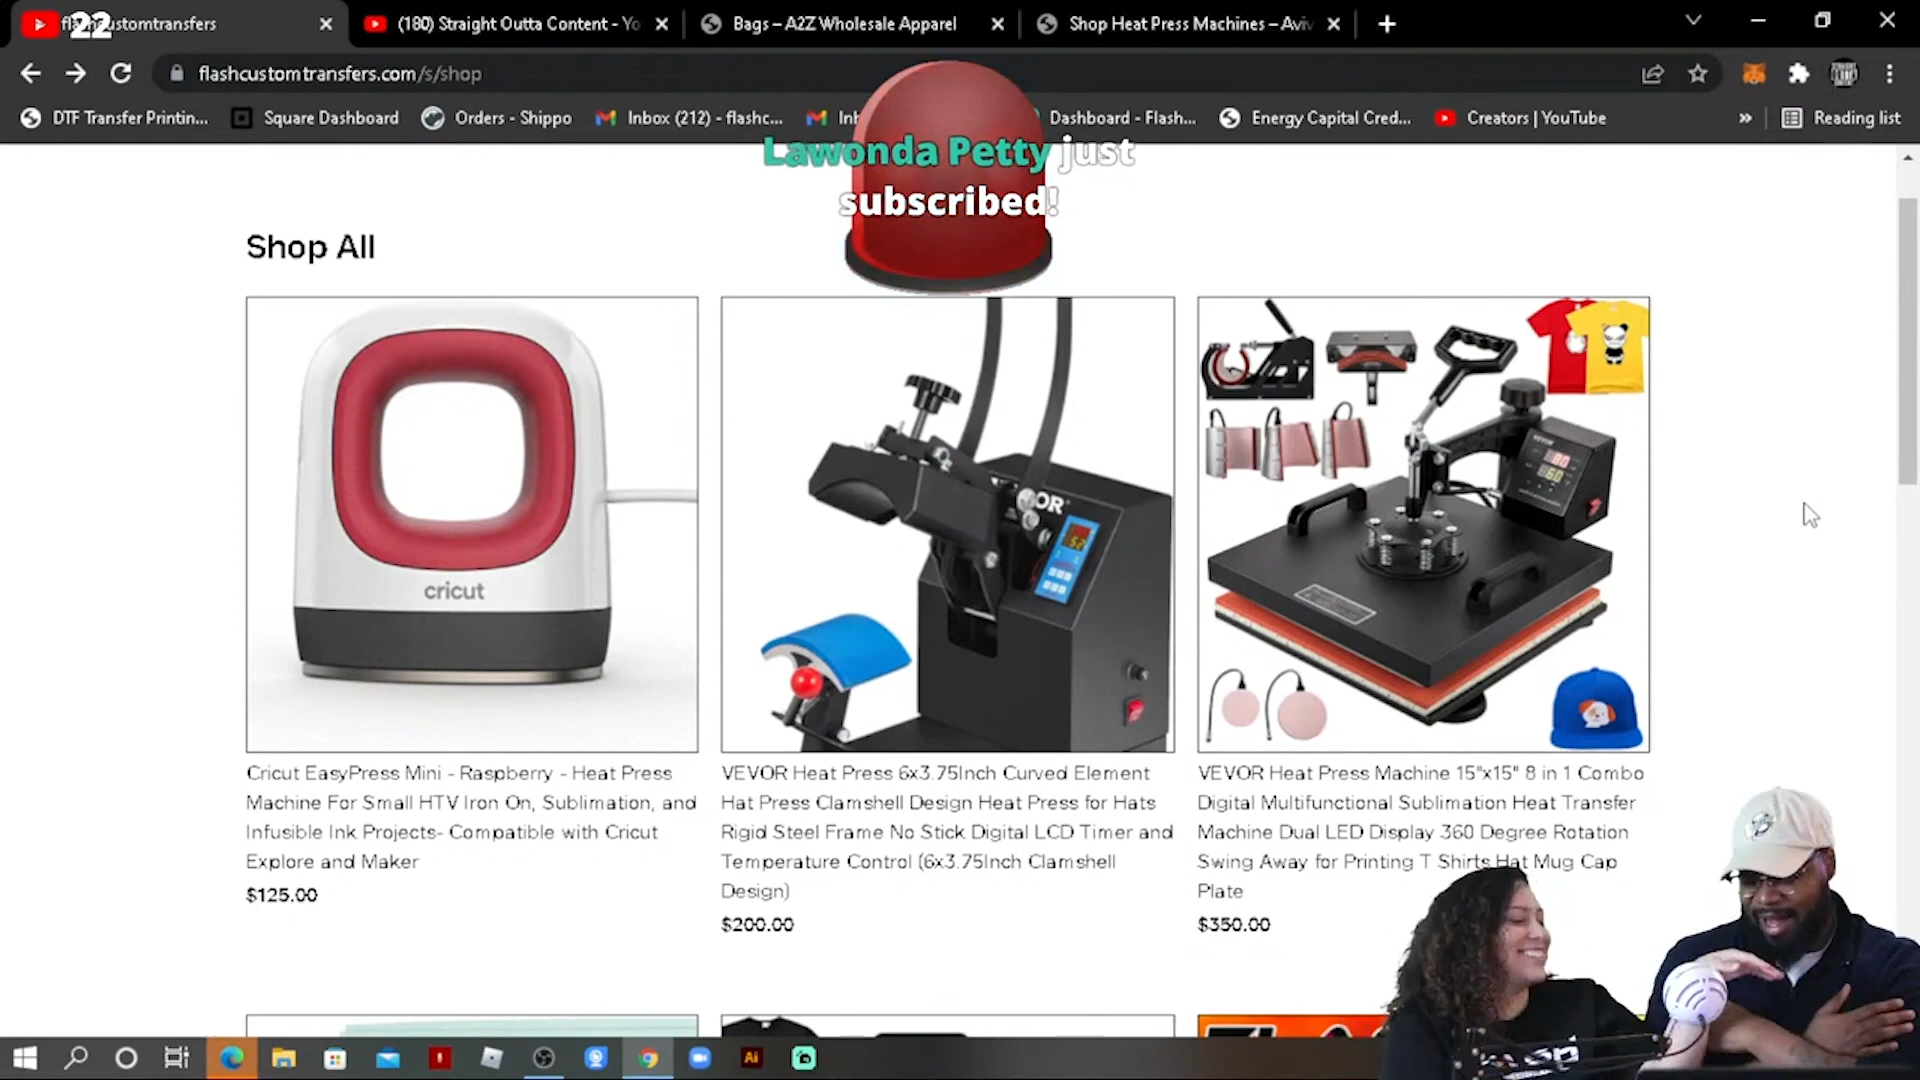 22
flashcustomtransfers
(180) Straight Outta Content - Yo
Bags – A2Z Wholesale Apparel
Shop Heat Press Machines – Aviv
flashcustomtransfers.com/s/shop
DTF Transfer Printin...
Square Dashboard
Orders - Shippo
Inbox (212) - flashc...
Inb
Dashboard - Flash...
Energy Capital Cred...
Creators | YouTube
»
Reading list
Lawonda Petty just
subscribed!
Shop All
cricut
Cricut EasyPress Mini - Raspberry - Heat Press
Machine For Small HTV Iron On, Sublimation, and
Infusible Ink Projects- Compatible with Cricut
Explore and Maker
$125.00
VEVOR Heat Press 6x3.75Inch Curved Element
Hat Press Clamshell Design Heat Press for Hats
Rigid Steel Frame No Stick Digital LCD Timer and
Temperature Control (6x3.75Inch Clamshell
Design)
$200.00
VEVOR Heat Press Machine 15"x15" 8 in 1 Combo
Digital Multifunctional Sublimation Heat Transfer
Machine Dual LED Display 360 Degree Rotation
Swing Away for Printing T Shirts Hat Mug Cap
Plate
$350.00
Ai